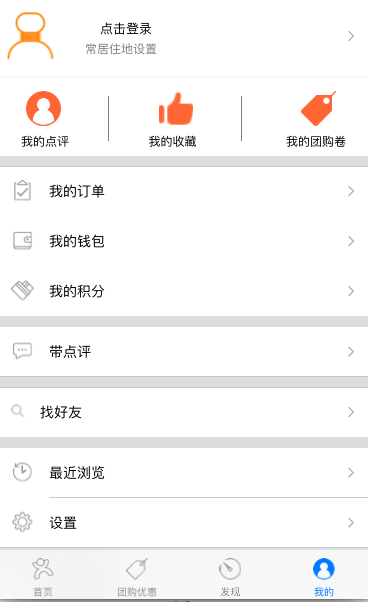 点击登录
常居住地设置
我的点评 我的收藏 我的团购卷
我的订单
我的钱包
我的积分
带点评
找好友
最近浏览
设置
首页 团购优惠 发现 我的